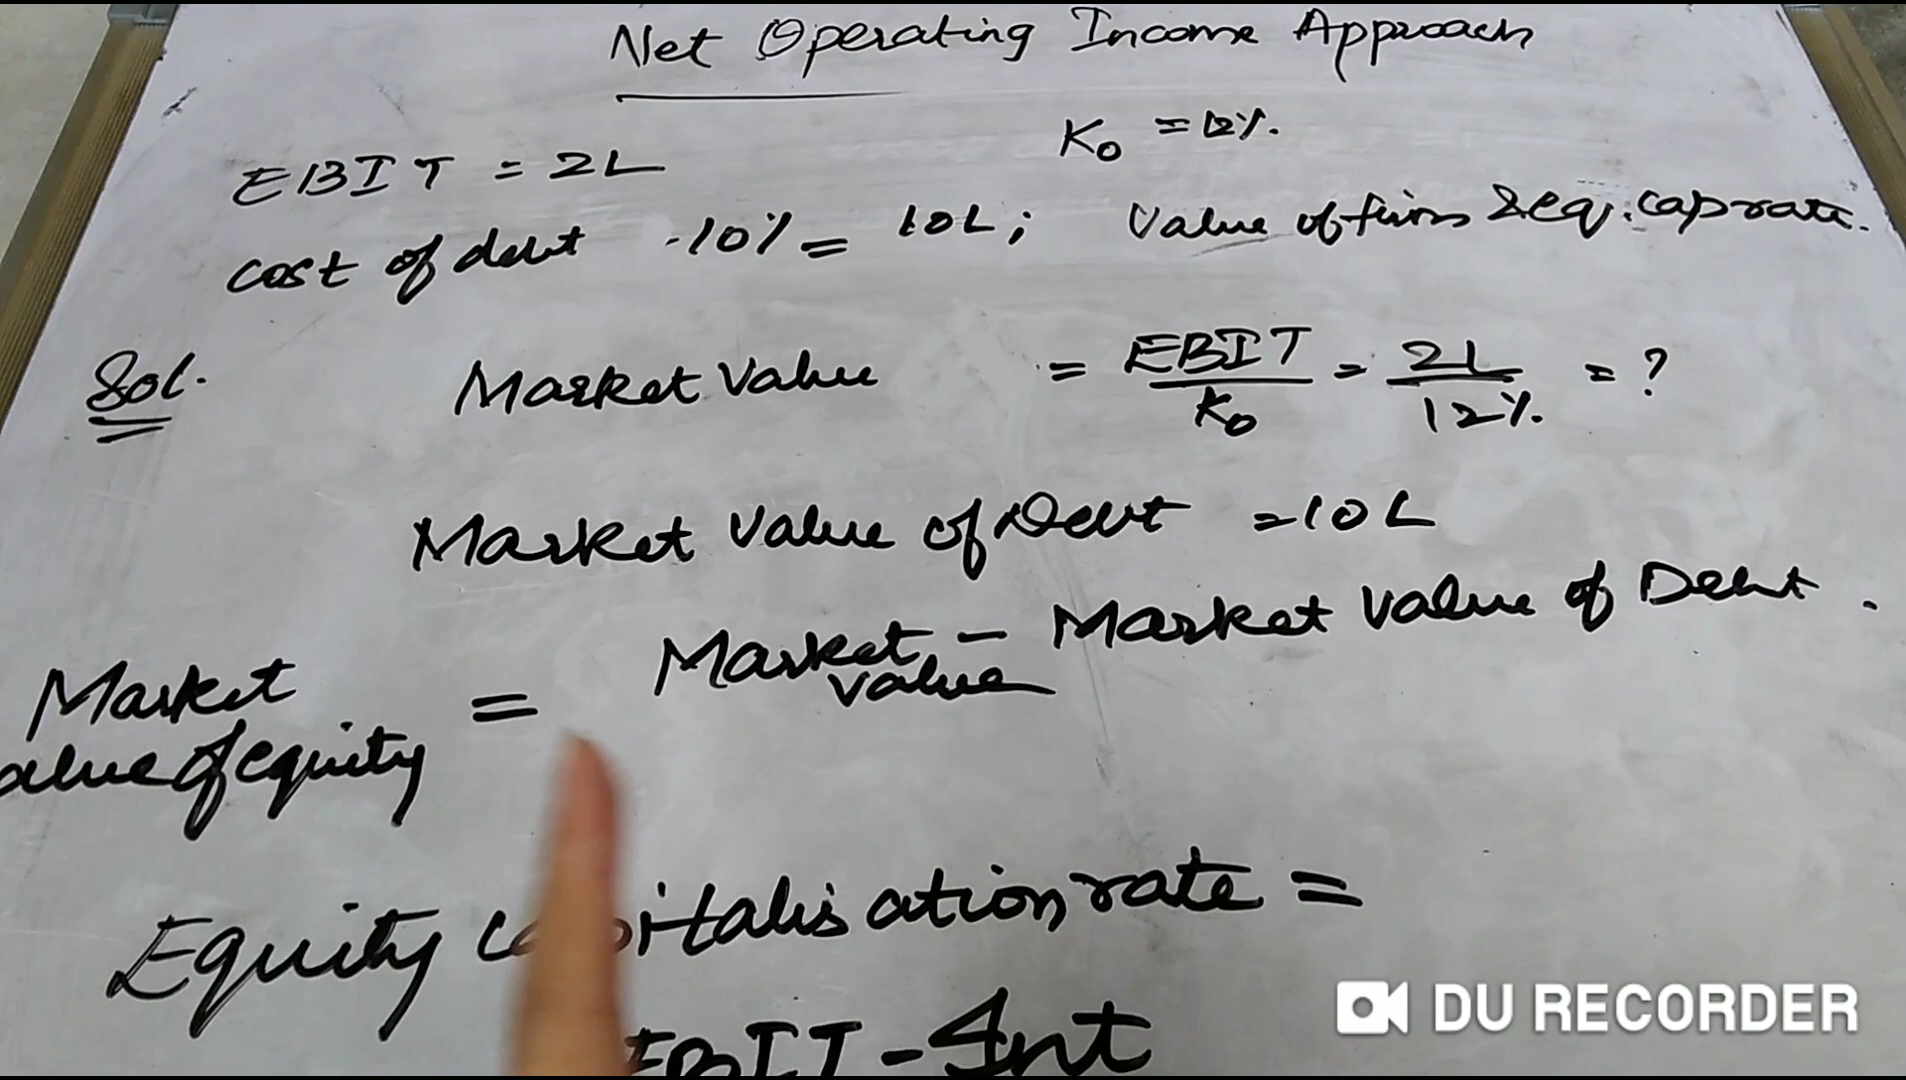 Net Operating Income Approach
K₀ = 12%.
EBIT = 2L
cost of debt .10% = 10L; Value of firm & eq. cap rate.
Sol. Market Value = EBIT/K₀ = 2L/12% = ?
Market Value of Debt = 10L
Market Value of equity = Market Value - Market Value of Debt.
Equity capitalisation rate =
EBIT - Int
DU RECORDER